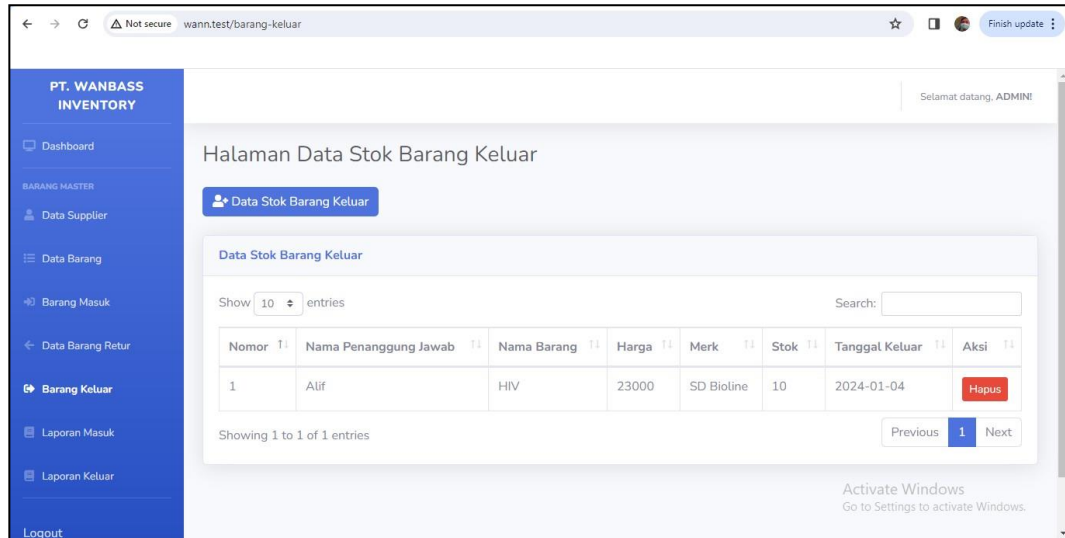 Not secure wann.test/barang-keluar Finish update
PT. WANBASS
INVENTORY
Selamat datang, ADMIN!
Dashboard
BARANG MASTER
Data Supplier
Data Barang
Barang Masuk
Data Barang Retur
Barang Keluar
Laporan Masuk
Laporan Keluar
Logout
Halaman Data Stok Barang Keluar
Data Stok Barang Keluar
Data Stok Barang Keluar
Show 10 entries Search:
Nomor Nama Penanggung Jawab Nama Barang Harga Merk Stok Tanggal Keluar Aksi
1 Alif HIV 23000 SD Bioline 10 2024-01-04 Hapus
Showing 1 to 1 of 1 entries Previous 1 Next
Activate Windows
Go to Settings to activate Windows.